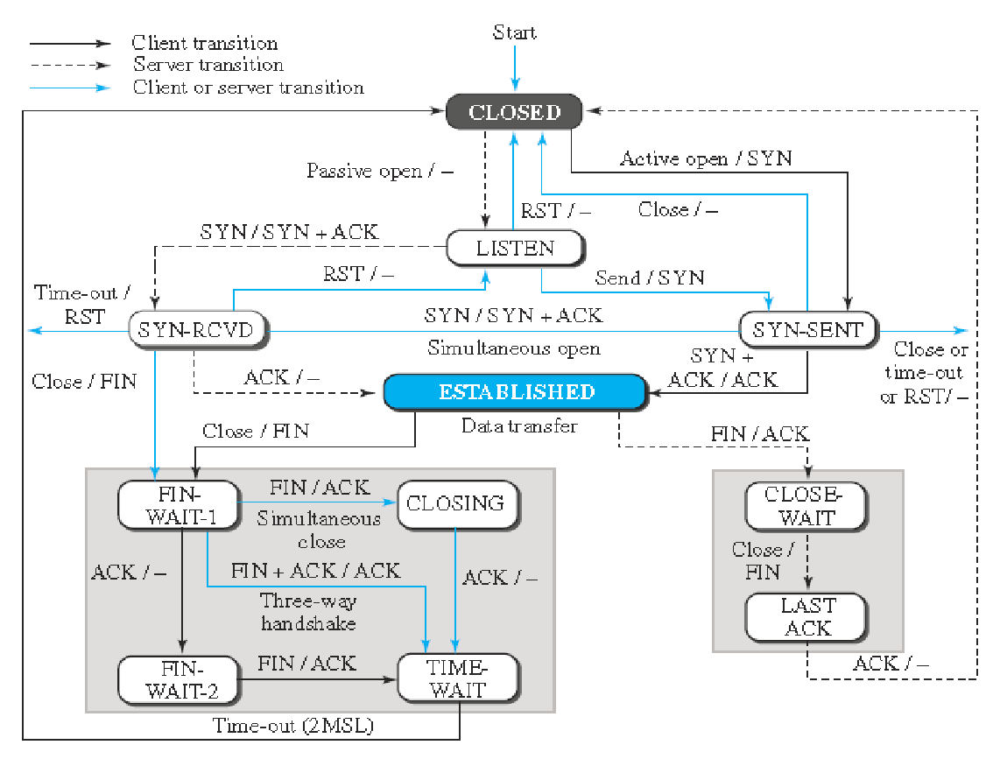 Start
Client transition
Server transition
Client or server transition
CLOSED
Active open / SYN
Passive open / –
RST / –
Close / –
SYN / SYN + ACK
LISTEN
RST / –
Send / SYN
Time-out /
RST
SYN / SYN + ACK
SYN-RCVD
SYN-SENT
Simultaneous open
Close or
time-out
or RST/ –
SYN +
ACK / ACK
Close / FIN
ACK / –
ESTABLISHED
Data transfer
Close / FIN
FIN / ACK
FIN-
WAIT-1
FIN / ACK
Simultaneous
close
CLOSING
CLOSE-
WAIT
Close /
FIN
ACK / –
FIN + ACK / ACK
ACK / –
Three-way
handshake
LAST
ACK
FIN-
WAIT-2
FIN / ACK
TIME-
WAIT
ACK / –
Time-out (2MSL)